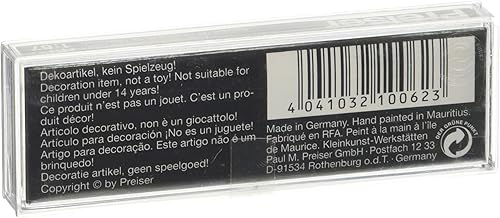 Dekoartikel, kein Spielzeug!
Decoration item, not a toy! Not suitable for
children under 14 years!
Ce produit n'est pas un jouet. C'est un pro-
duit décor!
Articolo decorativo, non è un giocattolo!
Artículo para decoración ¡No es un juguete!
Artigo para decoração. Este artigo não é um
brinquedo!
Decoratie artikel, geen speelgoed!
Copyright © by Preiser
4 041032 100623
Made in Germany. Hand painted in Mauritius.
Fabriqué en RFA. Peint à la main à l'île
de Maurice. Kleinkunst-Werkstätten
Paul M. Preiser GmbH · Postfach 12 33
D-91534 Rothenburg o.d.T. · Germany
DER GRÜNE PUNKT